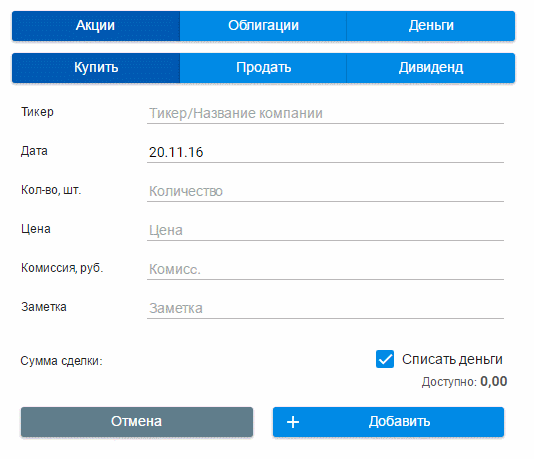 Акции Облигации Деньги
Купить Продать Дивиденд
Тикер Тикер/Название компании
Дата 20.11.16
Кол-во, шт. Количество
Цена Цена
Комиссия, руб. Комисс.
Заметка Заметка
Сумма сделки: Списать деньги
Доступно: 0,00
Отмена + Добавить